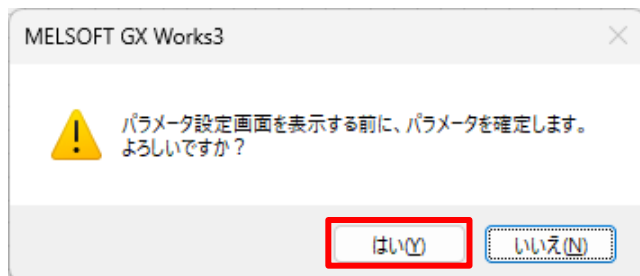 MELSOFT GX Works3
パラメータ設定画面を表示する前に、パラメータを確定します。
よろしいですか？
はい(Y)
いいえ(N)